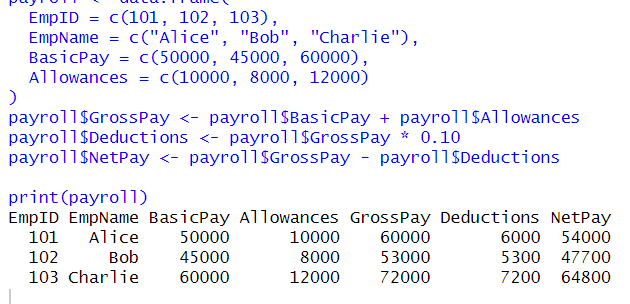 payroll <- data.frame(
  EmpID = c(101, 102, 103),
  EmpName = c("Alice", "Bob", "Charlie"),
  BasicPay = c(50000, 45000, 60000),
  Allowances = c(10000, 8000, 12000)
)
payroll$GrossPay <- payroll$BasicPay + payroll$Allowances
payroll$Deductions <- payroll$GrossPay * 0.10
payroll$NetPay <- payroll$GrossPay - payroll$Deductions

print(payroll)
EmpID EmpName BasicPay Allowances GrossPay Deductions NetPay
  101   Alice    50000      10000    60000       6000  54000
  102     Bob    45000       8000    53000       5300  47700
  103 Charlie    60000      12000    72000       7200  64800